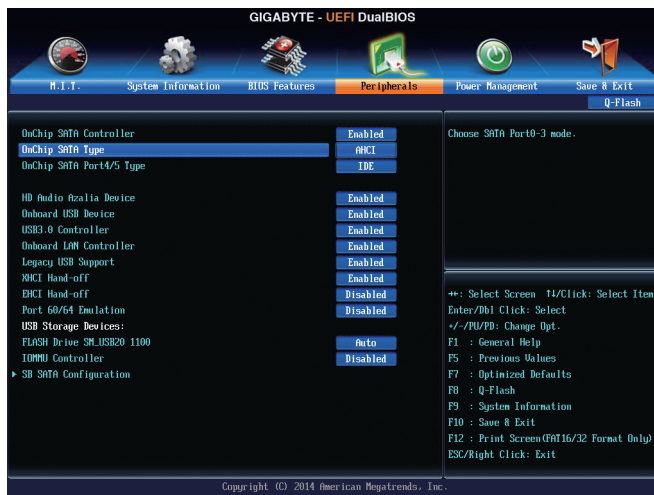 GIGABYTE - UEFI DualBIOS
M.I.T.
System Information
BIOS Features
Peripherals
Power Management
Save & Exit
Q-Flash
OnChip SATA Controller Enabled
OnChip SATA Type AHCI
OnChip SATA Port4/5 Type IDE
HD Audio Azalia Device Enabled
Onboard USB Device Enabled
USB3.0 Controller Enabled
Onboard LAN Controller Enabled
Legacy USB Support Enabled
XHCI Hand-off Enabled
EHCI Hand-off Disabled
Port 60/64 Emulation Disabled
USB Storage Devices:
FLASH Drive SM_USB20 1100 Auto
IOMMU Controller Disabled
SB SATA Configuration
Choose SATA Port0-3 mode.
→←: Select Screen ↑↓/Click: Select Item
Enter/Dbl Click: Select
+/-/PU/PD: Change Opt.
F1 : General Help
F5 : Previous Values
F7 : Optimized Defaults
F8 : Q-Flash
F9 : System Information
F10 : Save & Exit
F12 : Print Screen(FAT16/32 Format Only)
ESC/Right Click: Exit
Copyright (C) 2014 American Megatrends, Inc.